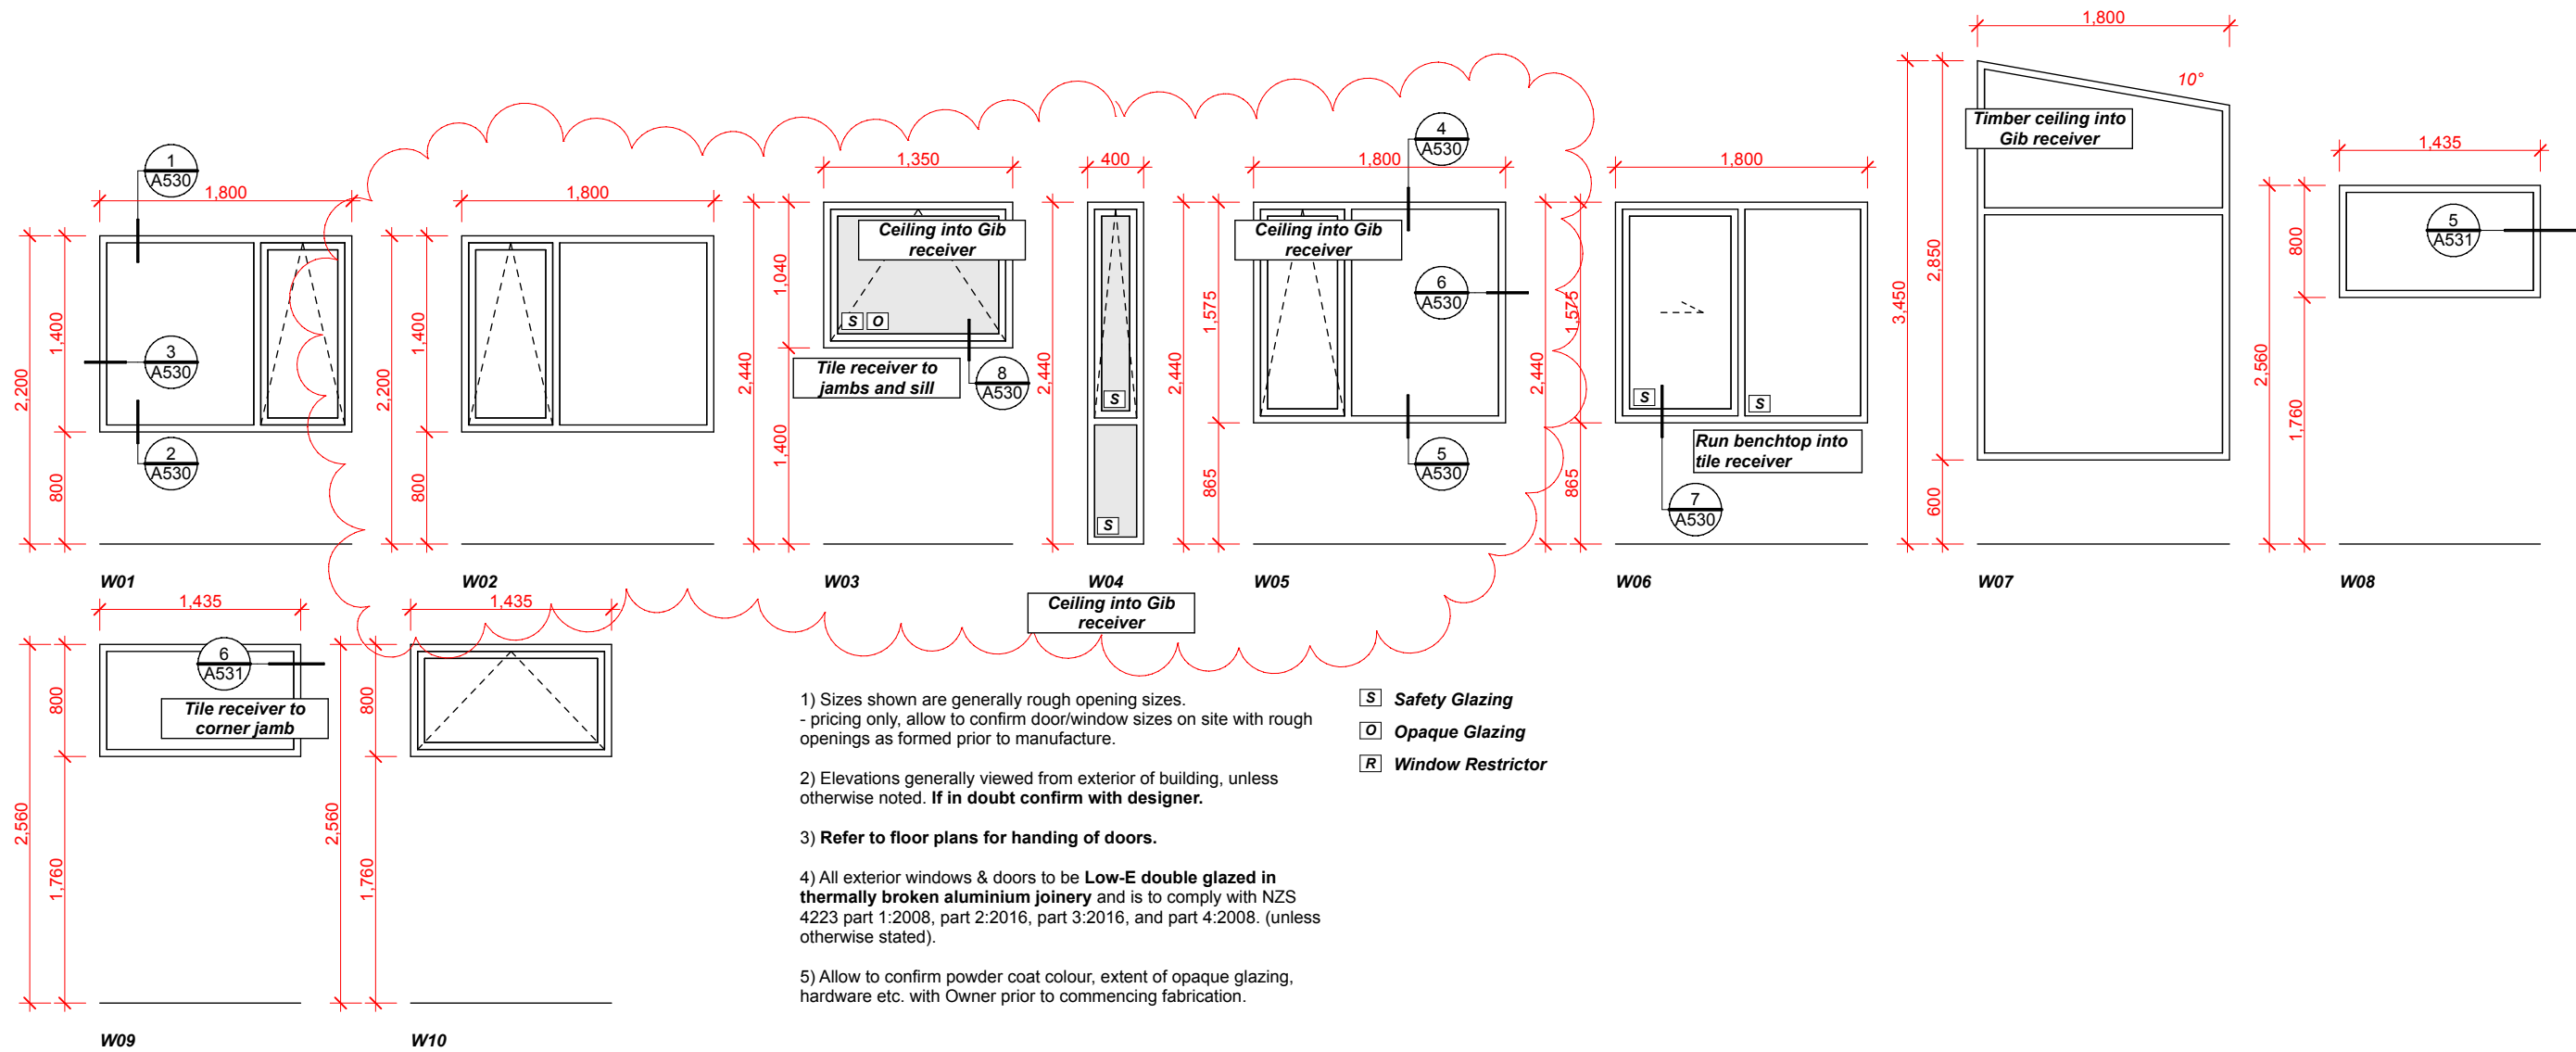 1,800
10°
Timber ceiling into
Gib receiver
3,450
2,850
600
W07
1
A530
1,800
2,200
1,400
800
3
A530
2
A530
W01
1,800
2,200
1,400
800
W02
1,350
2,440
1,040
1,400
Ceiling into Gib
receiver
S O
Tile receiver to
jambs and sill
8
A530
W03
400
2,440
S
S
W04
Ceiling into Gib
receiver
4
A530
1,800
2,440
1,575
865
Ceiling into Gib
receiver
6
A530
5
A530
W05
1,800
2,440
1,575
865
S
S
Run benchtop into
tile receiver
7
A530
W06
1,435
2,560
800
1,760
5
A531
W08
1,435
2,560
800
1,760
6
A531
Tile receiver to
corner jamb
W09
1,435
2,560
800
1,760
W10
1) Sizes shown are generally rough opening sizes.
- pricing only, allow to confirm door/window sizes on site with rough
openings as formed prior to manufacture.
2) Elevations generally viewed from exterior of building, unless
otherwise noted. If in doubt confirm with designer.
3) Refer to floor plans for handing of doors.
4) All exterior windows & doors to be Low-E double glazed in
thermally broken aluminium joinery and is to comply with NZS
4223 part 1:2008, part 2:2016, part 3:2016, and part 4:2008. (unless
otherwise stated).
5) Allow to confirm powder coat colour, extent of opaque glazing,
hardware etc. with Owner prior to commencing fabrication.
S Safety Glazing
O Opaque Glazing
R Window Restrictor